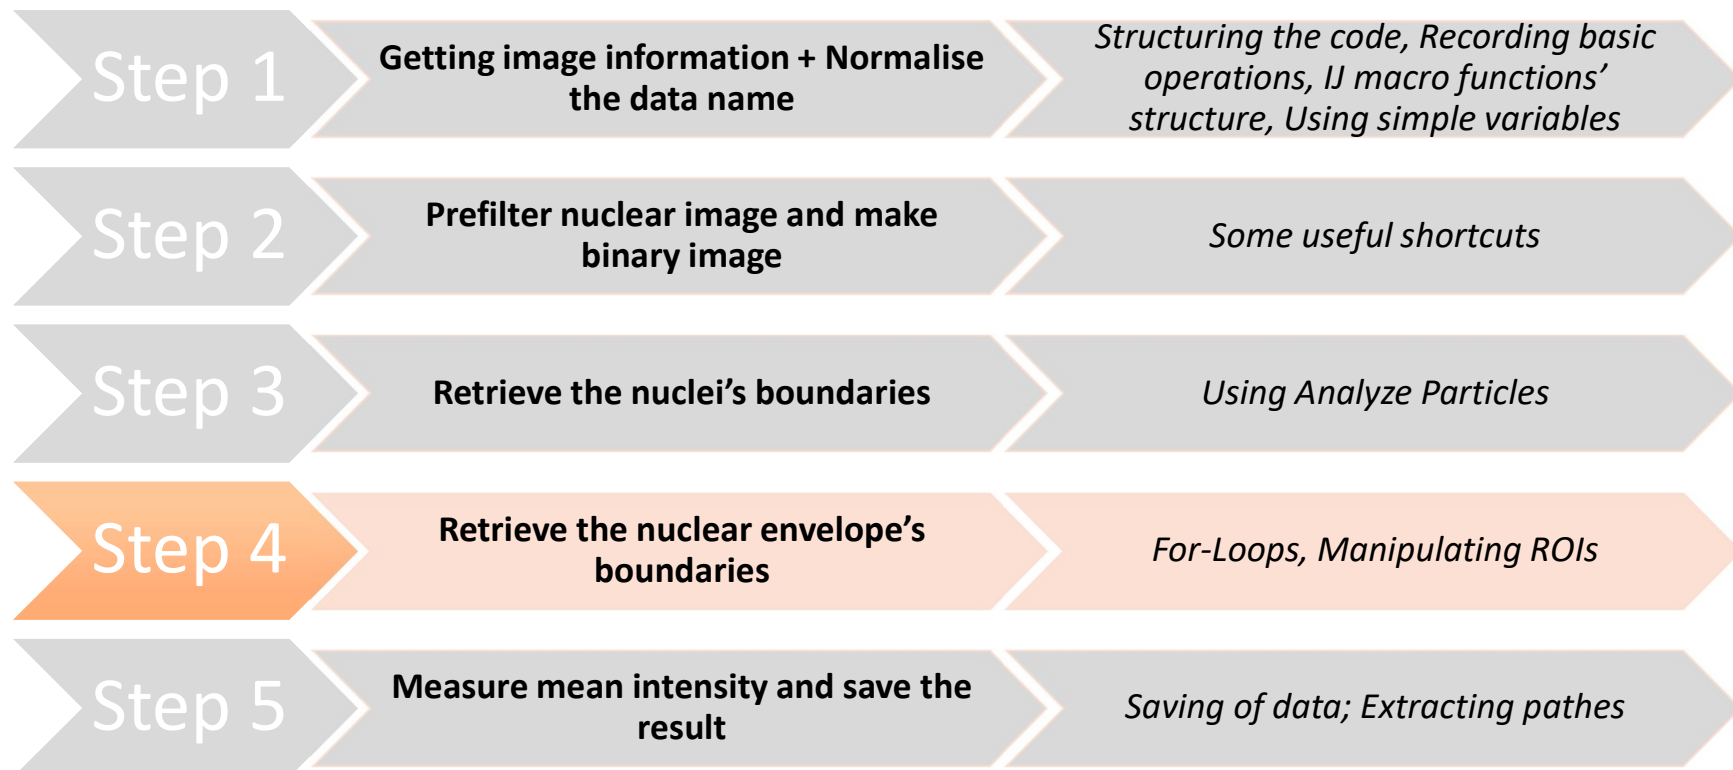 Step 1
Getting image information + Normalise
the data name
Structuring the code, Recording basic
operations, IJ macro functions’
structure, Using simple variables
Step 2
Prefilter nuclear image and make
binary image
Some useful shortcuts
Step 3
Retrieve the nuclei’s boundaries
Using Analyze Particles
Step 4
Retrieve the nuclear envelope’s
boundaries
For-Loops, Manipulating ROIs
Step 5
Measure mean intensity and save the
result
Saving of data; Extracting pathes